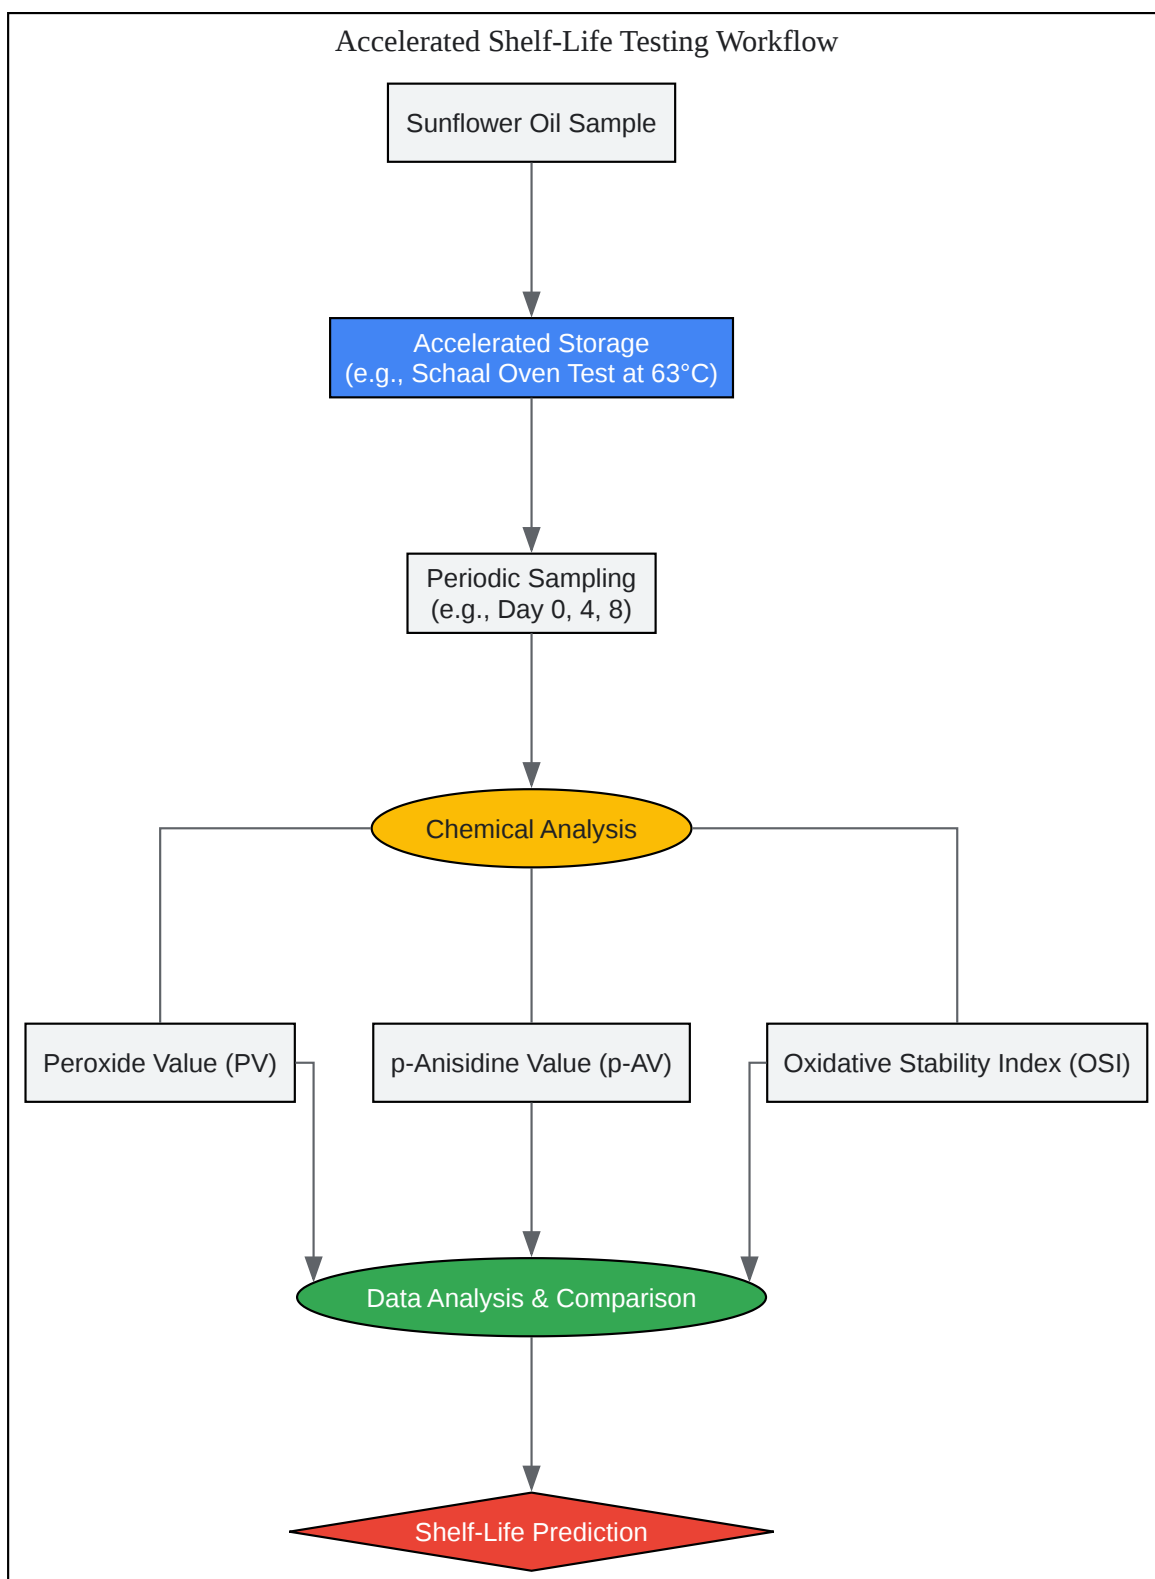 Accelerated Shelf-Life Testing Workflow
Sunflower Oil Sample
Accelerated Storage
(e.g., Schaal Oven Test at 63°C)
Periodic Sampling
(e.g., Day 0, 4, 8)
Chemical Analysis
Peroxide Value (PV)
p-Anisidine Value (p-AV)
Oxidative Stability Index (OSI)
Data Analysis & Comparison
Shelf-Life Prediction